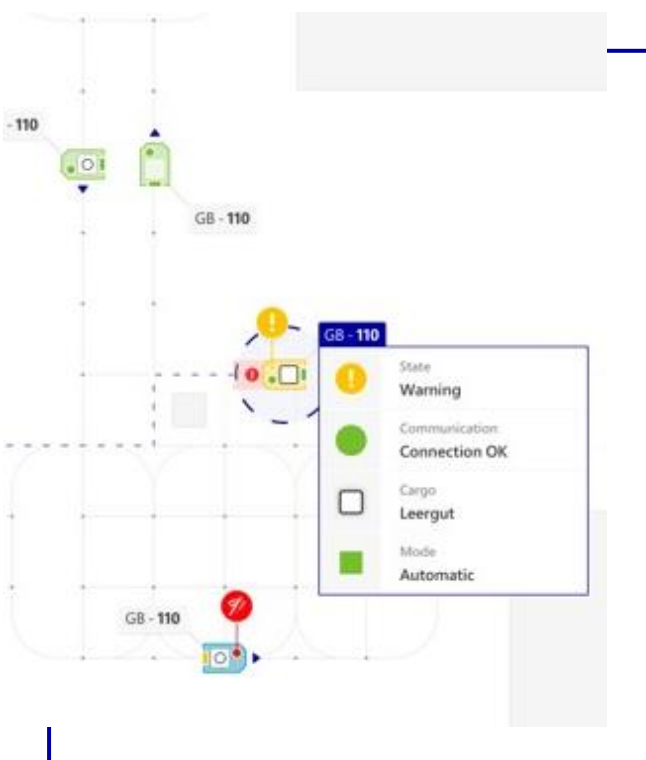 - 110
GB - 110
GB - 110
State
Warning
Communication
Connection OK
Cargo
Leergut
Mode
Automatic
GB - 110